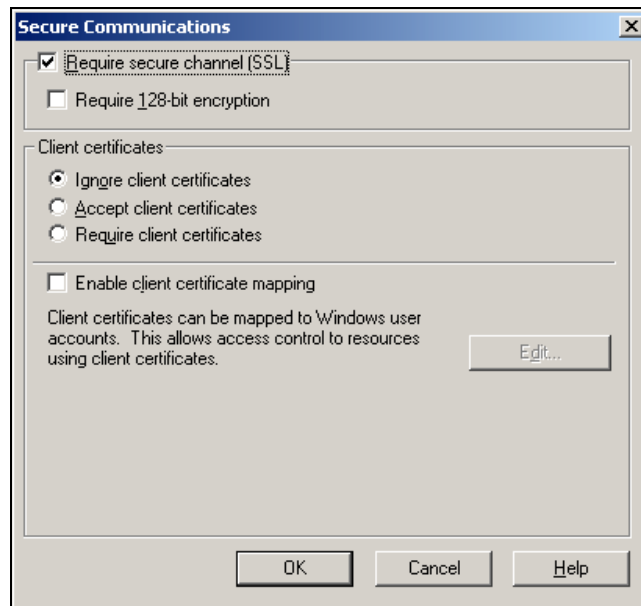 Secure Communications
Require secure channel (SSL)
Require 128-bit encryption
Client certificates
Ignore client certificates
Accept client certificates
Require client certificates
Enable client certificate mapping
Client certificates can be mapped to Windows user
accounts. This allows access control to resources
using client certificates.
Edit...
OK
Cancel
Help